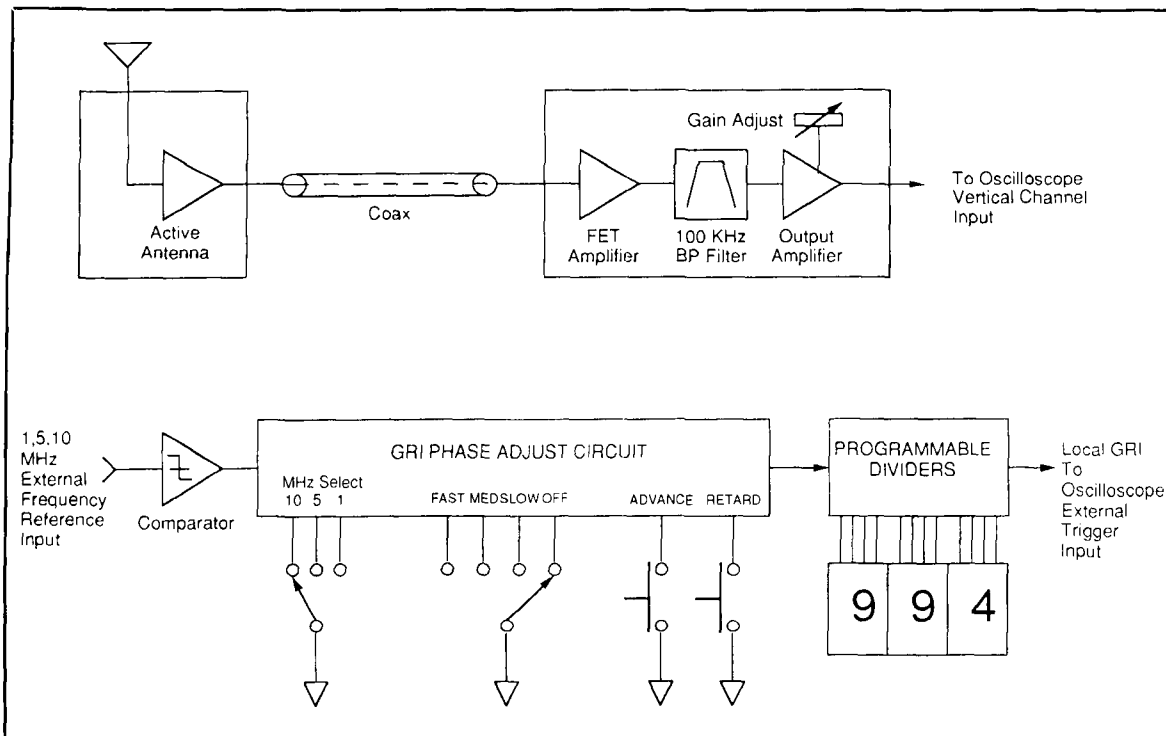 Gain Adjust
Active
Antenna
Coax
FET
Amplifier
100 KHz
BP Filter
Output
Amplifier
To Oscilloscope
Vertical Channel
Input
1,5,10
MHz
External
Frequency
Reference
Input
Comparator
GRI PHASE ADJUST CIRCUIT
MHz Select
10 5 1
FAST MED SLOW OFF
ADVANCE RETARD
PROGRAMMABLE
DIVIDERS
9 9 4
Local GRI
To
Oscilloscope
External
Trigger
Input